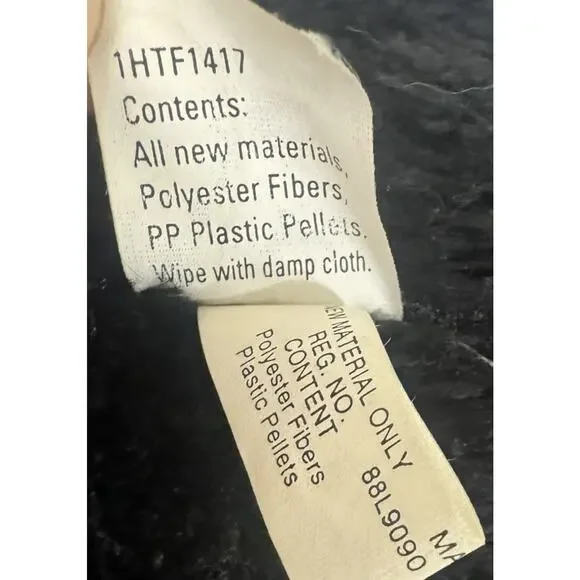 1HTF1417
Contents:
All new materials,
Polyester Fibers,
PP Plastic Pellets.
Wipe with damp cloth.
MATERIAL ONLY
REG. NO. 88L9090
CONTENT
Polyester Fibers
Plastic Pellets